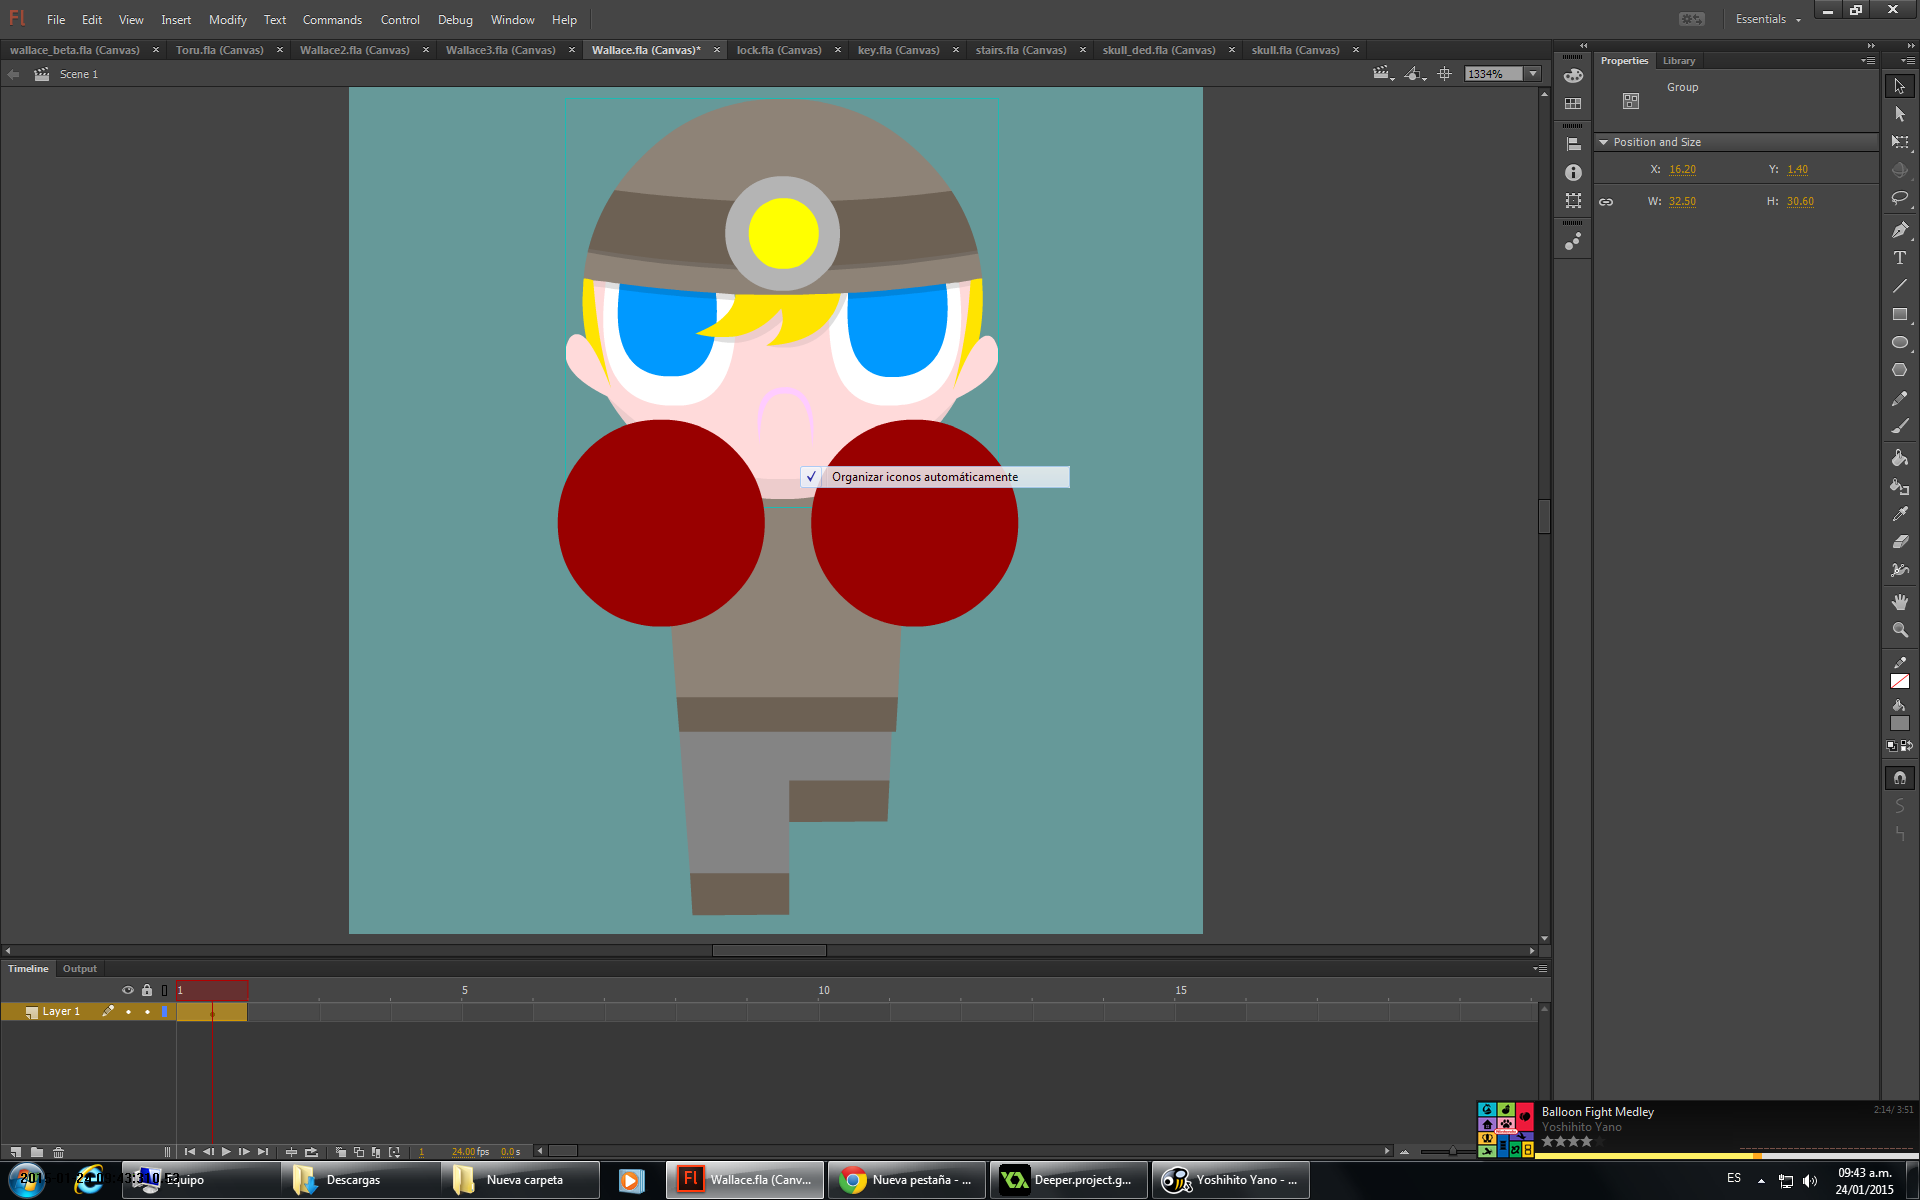 Fl File Edit View Insert Modify Text Commands Control Debug Window Help Essentials
wallace_beta.fla (Canvas) Toru.fla (Canvas) Wallace2.fla (Canvas) Wallace3.fla (Canvas) Wallace.fla (Canvas)* lock.fla (Canvas) key.fla (Canvas) stairs.fla (Canvas) skull_ded.fla (Canvas) skull.fla (Canvas)
Scene 1 1334%
Properties Library
Group
Position and Size
X: 16.20 Y: 1.40
W: 32.50 H: 30.60
✓ Organizar iconos automáticamente
Timeline Output
1 5 10 15
Layer 1
1 24.00 fps 0.0 s
Balloon Fight Medley 2:14/ 3:51
Yoshihito Yano
Equipo Descargas Nueva carpeta Fl Wallace.fla (Canv... Nueva pestaña - ... Deeper.project.g... Yoshihito Yano - ... ES
09:43 a.m.
24/01/2015